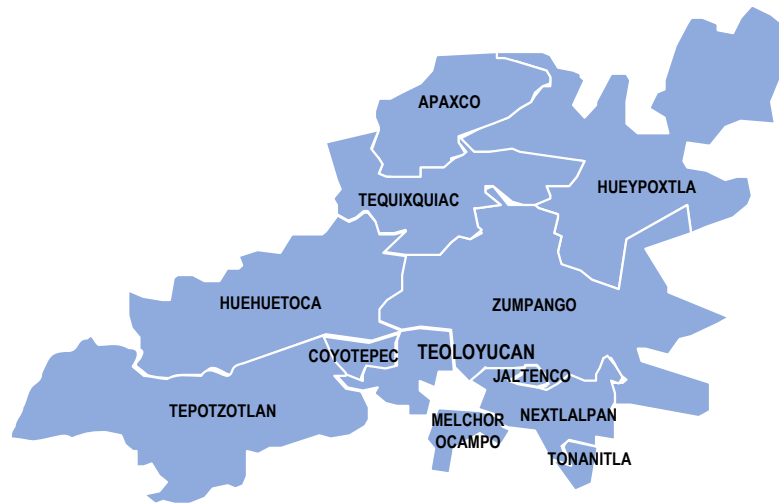 APAXCO
HUEYPOXTLA
TEQUIXQUIAC
HUEHUETOCA
ZUMPANGO
COYOTEPEC
TEOLOYUCAN
JALTENCO
TEPOTZOTLAN
MELCHOR
OCAMPO
NEXTLALPAN
TONANITLA